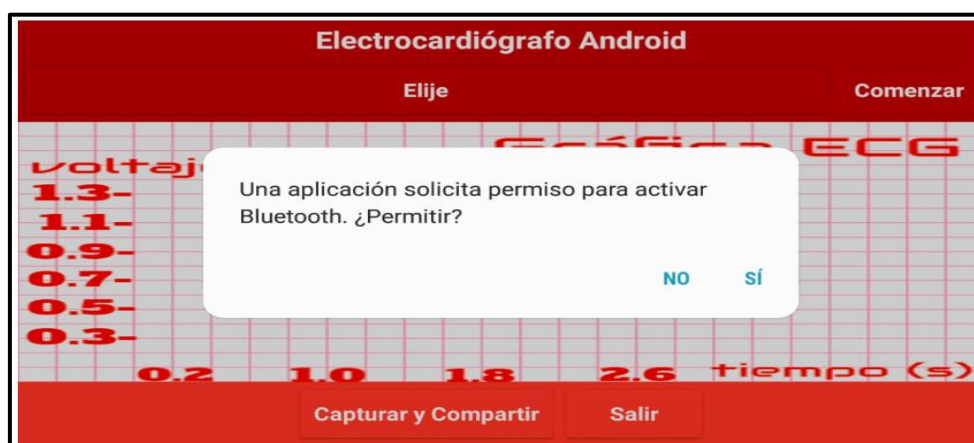 Electrocardiógrafo Android
Elije
Comenzar
Gráfica ECG
voltaj
1.3-
1.1-
0.9-
0.7-
0.5-
0.3-
Una aplicación solicita permiso para activar
Bluetooth. ¿Permitir?
NO SÍ
0.2 1.0 1.8 2.6 tiempo (s)
Capturar y Compartir
Salir